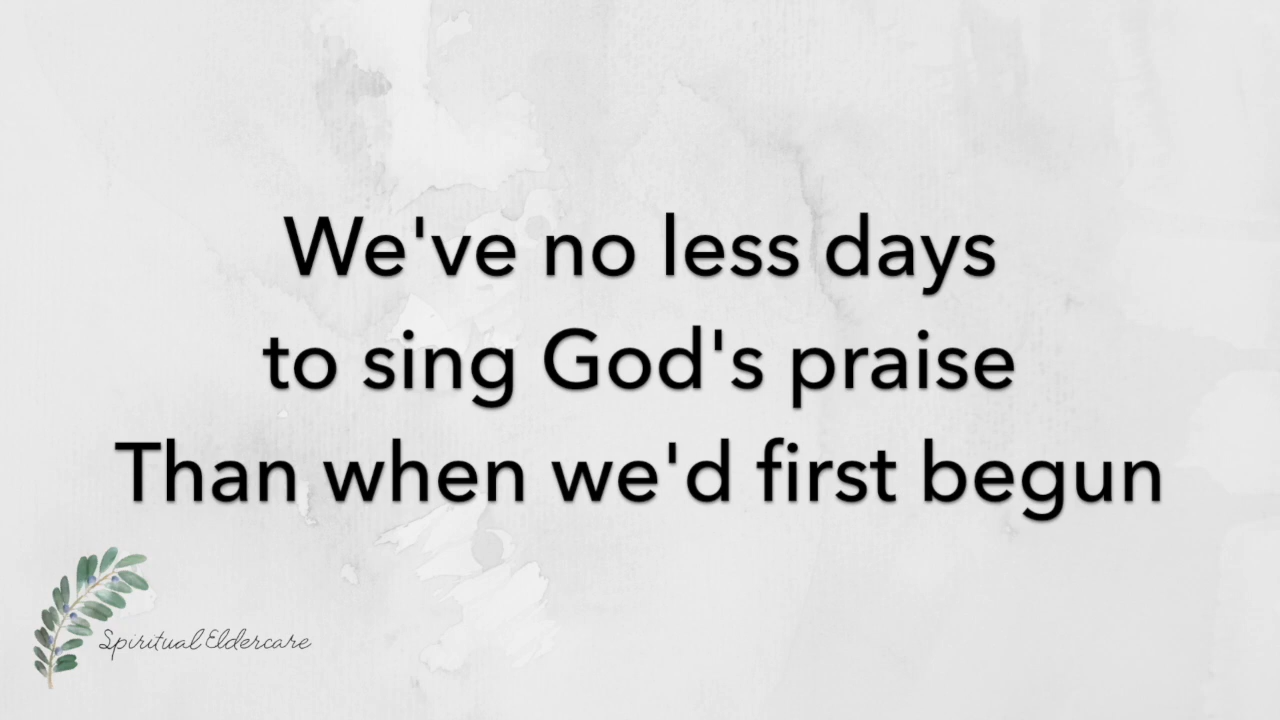 We've no less days
to sing God's praise
Than when we'd first begun
Spiritual Eldercare